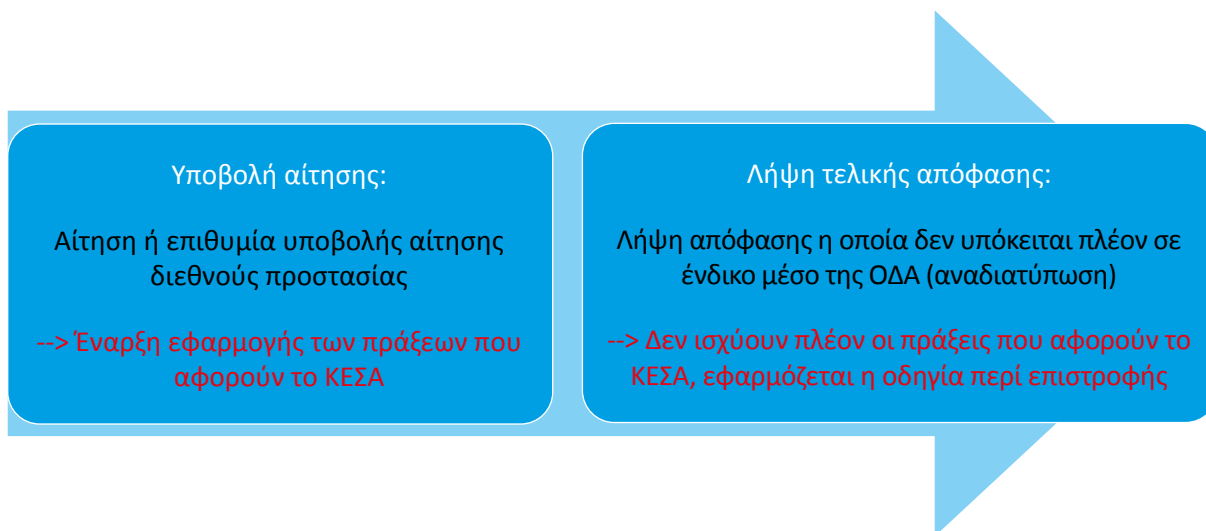 Υποβολή αίτησης:
Αίτηση ή επιθυμία υποβολής αίτησης
διεθνούς προστασίας
--> Έναρξη εφαρμογής των πράξεων που
αφορούν το ΚΕΣΑ
Λήψη τελικής απόφασης:
Λήψη απόφασης η οποία δεν υπόκειται πλέον σε
ένδικο μέσο της ΟΔΑ (αναδιατύπωση)
--> Δεν ισχύουν πλέον οι πράξεις που αφορούν το
ΚΕΣΑ, εφαρμόζεται η οδηγία περί επιστροφής